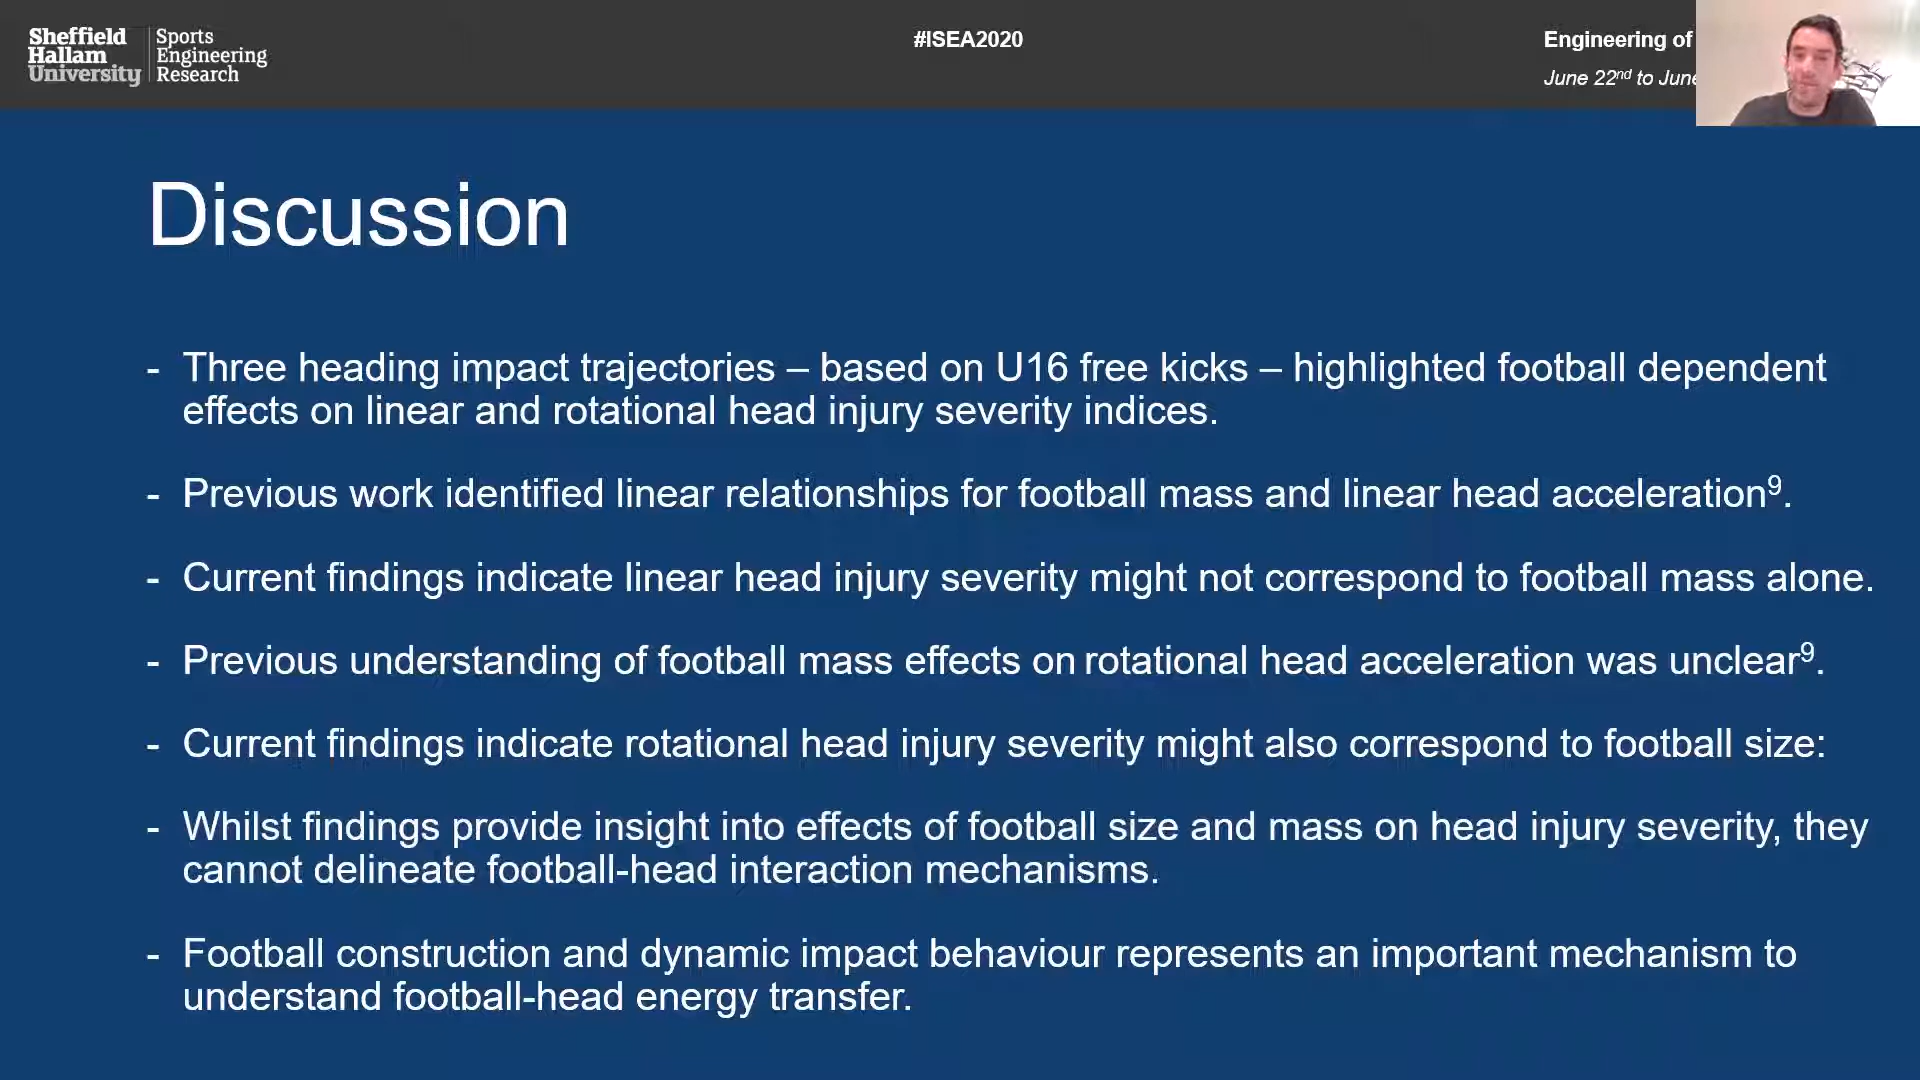 Sheffield
Hallam
University
Sports
Engineering
Research
#ISEA2020
Engineering of
June 22nd to June
Discussion
- Three heading impact trajectories – based on U16 free kicks – highlighted football dependent
effects on linear and rotational head injury severity indices.
- Previous work identified linear relationships for football mass and linear head acceleration⁹.
- Current findings indicate linear head injury severity might not correspond to football mass alone.
- Previous understanding of football mass effects on rotational head acceleration was unclear⁹.
- Current findings indicate rotational head injury severity might also correspond to football size:
- Whilst findings provide insight into effects of football size and mass on head injury severity, they
cannot delineate football-head interaction mechanisms.
- Football construction and dynamic impact behaviour represents an important mechanism to
understand football-head energy transfer.